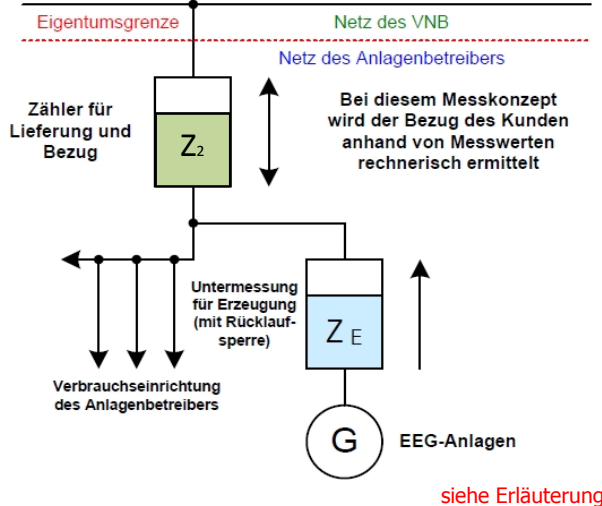 Eigentumsgrenze
Netz des VNB
Netz des Anlagenbetreibers
Zähler für
Lieferung und
Bezug
Z2
Bei diesem Messkonzept
wird der Bezug des Kunden
anhand von Messwerten
rechnerisch ermittelt
Untermessung
für Erzeugung
(mit Rücklauf-
sperre)
Z E
Verbrauchseinrichtung
des Anlagenbetreibers
G
EEG-Anlagen
siehe Erläuterung